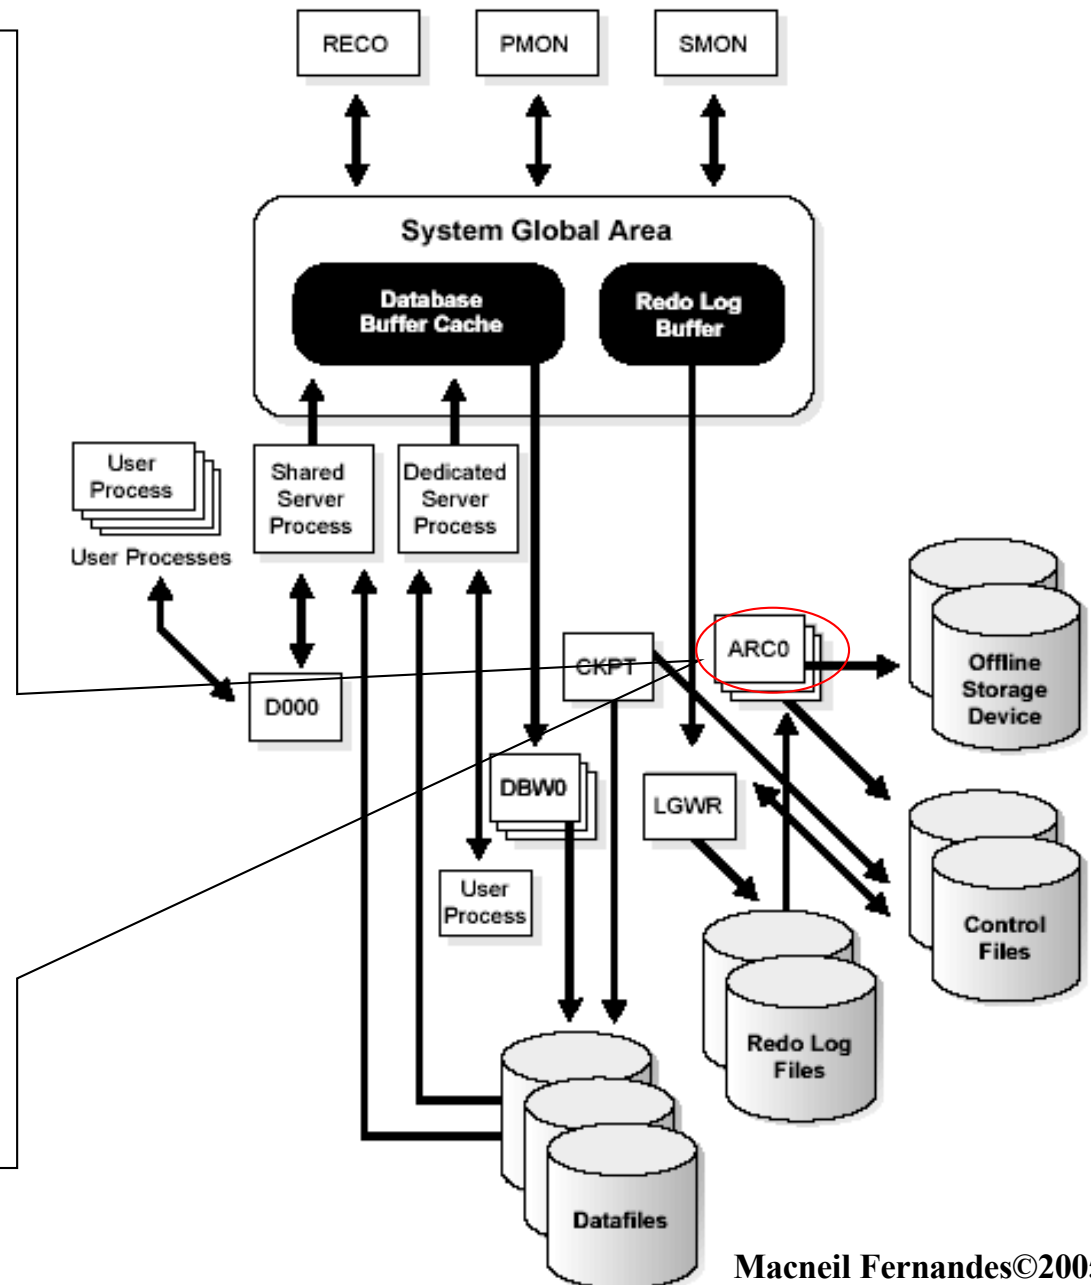 RECO
PMON
SMON
System Global Area
Database
Buffer Cache
Redo Log
Buffer
User
Process
User Processes
Shared
Server
Process
Dedicated
Server
Process
D000
CKPT
ARC0
Offline
Storage
Device
DBW0
LGWR
User
Process
Control
Files
Redo Log
Files
Datafiles
Macneil Fernandes©200